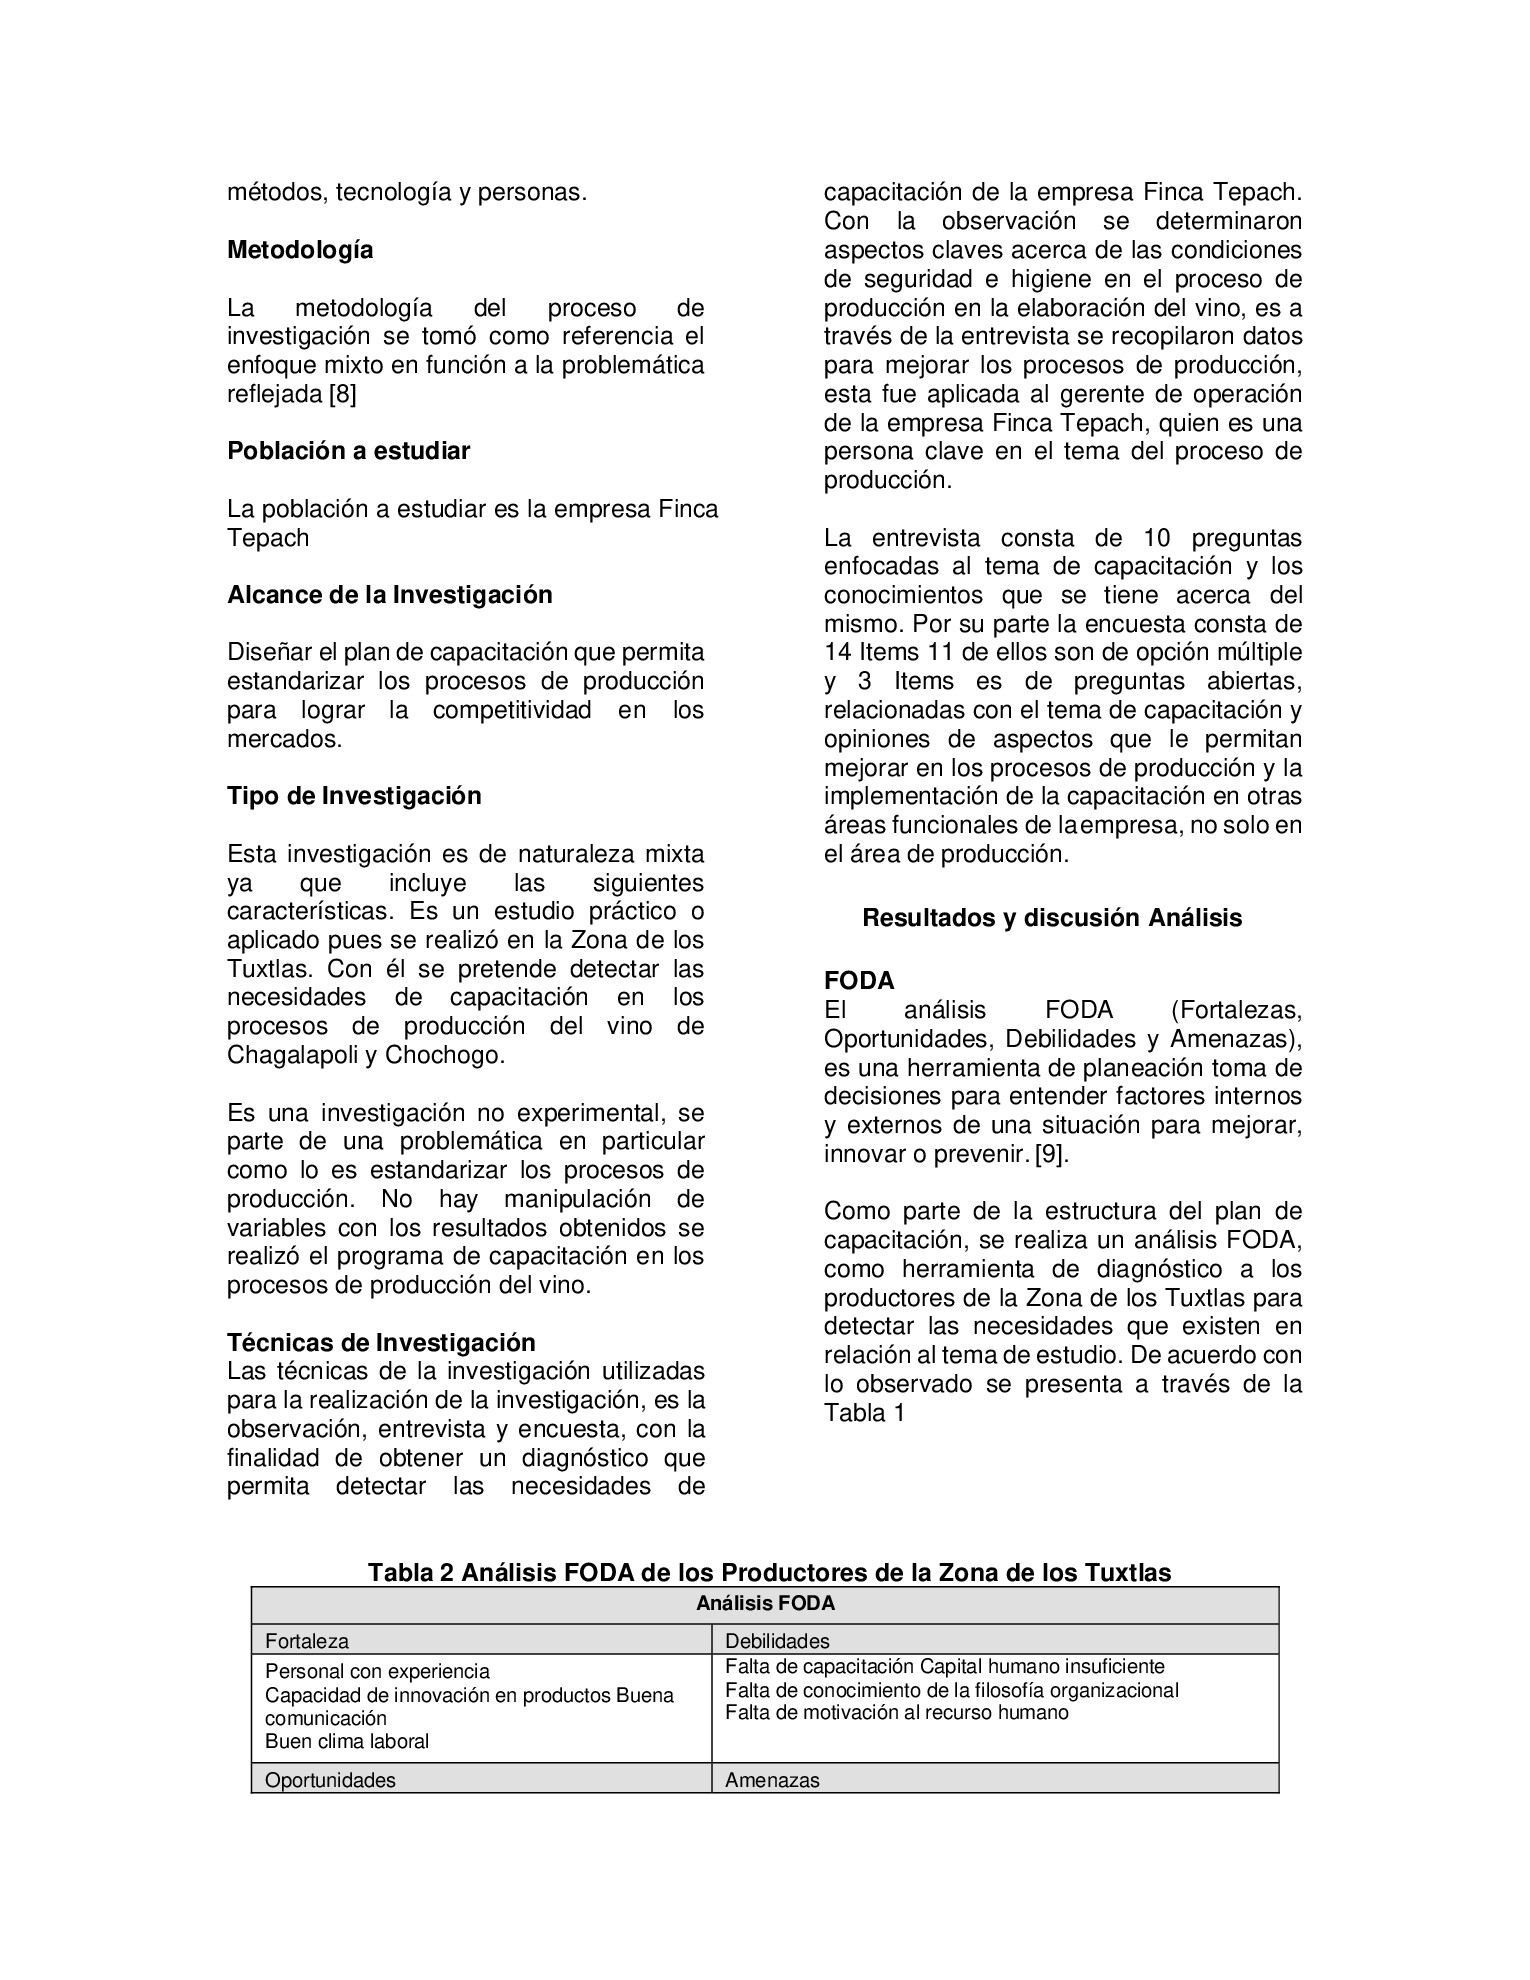 métodos, tecnología y personas.
Metodología
La metodología del proceso de
investigación se tomó como referencia el
enfoque mixto en función a la problemática
reflejada [8]
Población a estudiar
La población a estudiar es la empresa Finca
Tepach
Alcance de la Investigación
Diseñar el plan de capacitación que permita
estandarizar los procesos de producción
para lograr la competitividad en los
mercados.
Tipo de Investigación
Esta investigación es de naturaleza mixta
ya que incluye las siguientes
características. Es un estudio práctico o
aplicado pues se realizó en la Zona de los
Tuxtlas. Con él se pretende detectar las
necesidades de capacitación en los
procesos de producción del vino de
Chagalapoli y Chochogo.
Es una investigación no experimental, se
parte de una problemática en particular
como lo es estandarizar los procesos de
producción. No hay manipulación de
variables con los resultados obtenidos se
realizó el programa de capacitación en los
procesos de producción del vino.
Técnicas de Investigación
Las técnicas de la investigación utilizadas
para la realización de la investigación, es la
observación, entrevista y encuesta, con la
finalidad de obtener un diagnóstico que
permita detectar las necesidades de
capacitación de la empresa Finca Tepach.
Con la observación se determinaron
aspectos claves acerca de las condiciones
de seguridad e higiene en el proceso de
producción en la elaboración del vino, es a
través de la entrevista se recopilaron datos
para mejorar los procesos de producción,
esta fue aplicada al gerente de operación
de la empresa Finca Tepach, quien es una
persona clave en el tema del proceso de
producción.
La entrevista consta de 10 preguntas
enfocadas al tema de capacitación y los
conocimientos que se tiene acerca del
mismo. Por su parte la encuesta consta de
14 Items 11 de ellos son de opción múltiple
y 3 Items es de preguntas abiertas,
relacionadas con el tema de capacitación y
opiniones de aspectos que le permitan
mejorar en los procesos de producción y la
implementación de la capacitación en otras
áreas funcionales de laempresa, no solo en
el área de producción.
Resultados y discusión Análisis
FODA
El análisis FODA (Fortalezas,
Oportunidades, Debilidades y Amenazas),
es una herramienta de planeación toma de
decisiones para entender factores internos
y externos de una situación para mejorar,
innovar o prevenir. [9].
Como parte de la estructura del plan de
capacitación, se realiza un análisis FODA,
como herramienta de diagnóstico a los
productores de la Zona de los Tuxtlas para
detectar las necesidades que existen en
relación al tema de estudio. De acuerdo con
lo observado se presenta a través de la
Tabla 1
Tabla 2 Análisis FODA de los Productores de la Zona de los Tuxtlas
Análisis FODA
Fortaleza
Debilidades
Personal con experiencia
Capacidad de innovación en productos Buena
comunicación
Buen clima laboral
Falta de capacitación Capital humano insuficiente
Falta de conocimiento de la filosofía organizacional
Falta de motivación al recurso humano
Oportunidades
Amenazas